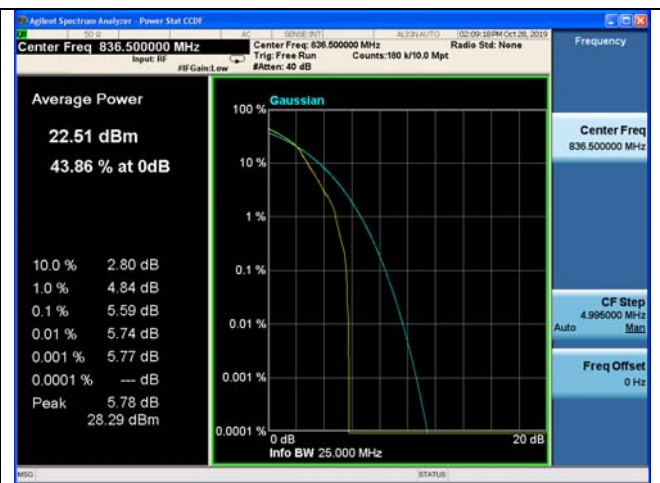 Agilent Spectrum Analyzer - Power Stat CCDF
50 Ω AC SENSE:INT ALIGN AUTO 02:09:18 PM Oct 28, 2019
Center Freq 836.500000 MHz
Input: RF
#IFGain:Low
Center Freq: 836.500000 MHz Radio Std: None
Trig: Free Run Counts:180 k/10.0 Mpt
#Atten: 40 dB
Frequency
Average Power
22.51 dBm
43.86 % at 0dB
10.0 % 2.80 dB
1.0 % 4.84 dB
0.1 % 5.59 dB
0.01 % 5.74 dB
0.001 % 5.77 dB
0.0001 % --- dB
Peak 5.78 dB
28.29 dBm
Gaussian
100 %
10 %
1 %
0.1 %
0.01 %
0.001 %
0.0001 %
0 dB 20 dB
Info BW 25.000 MHz
Center Freq
836.500000 MHz
CF Step
4.995000 MHz
Auto Man
Freq Offset
0 Hz
MSG STATUS